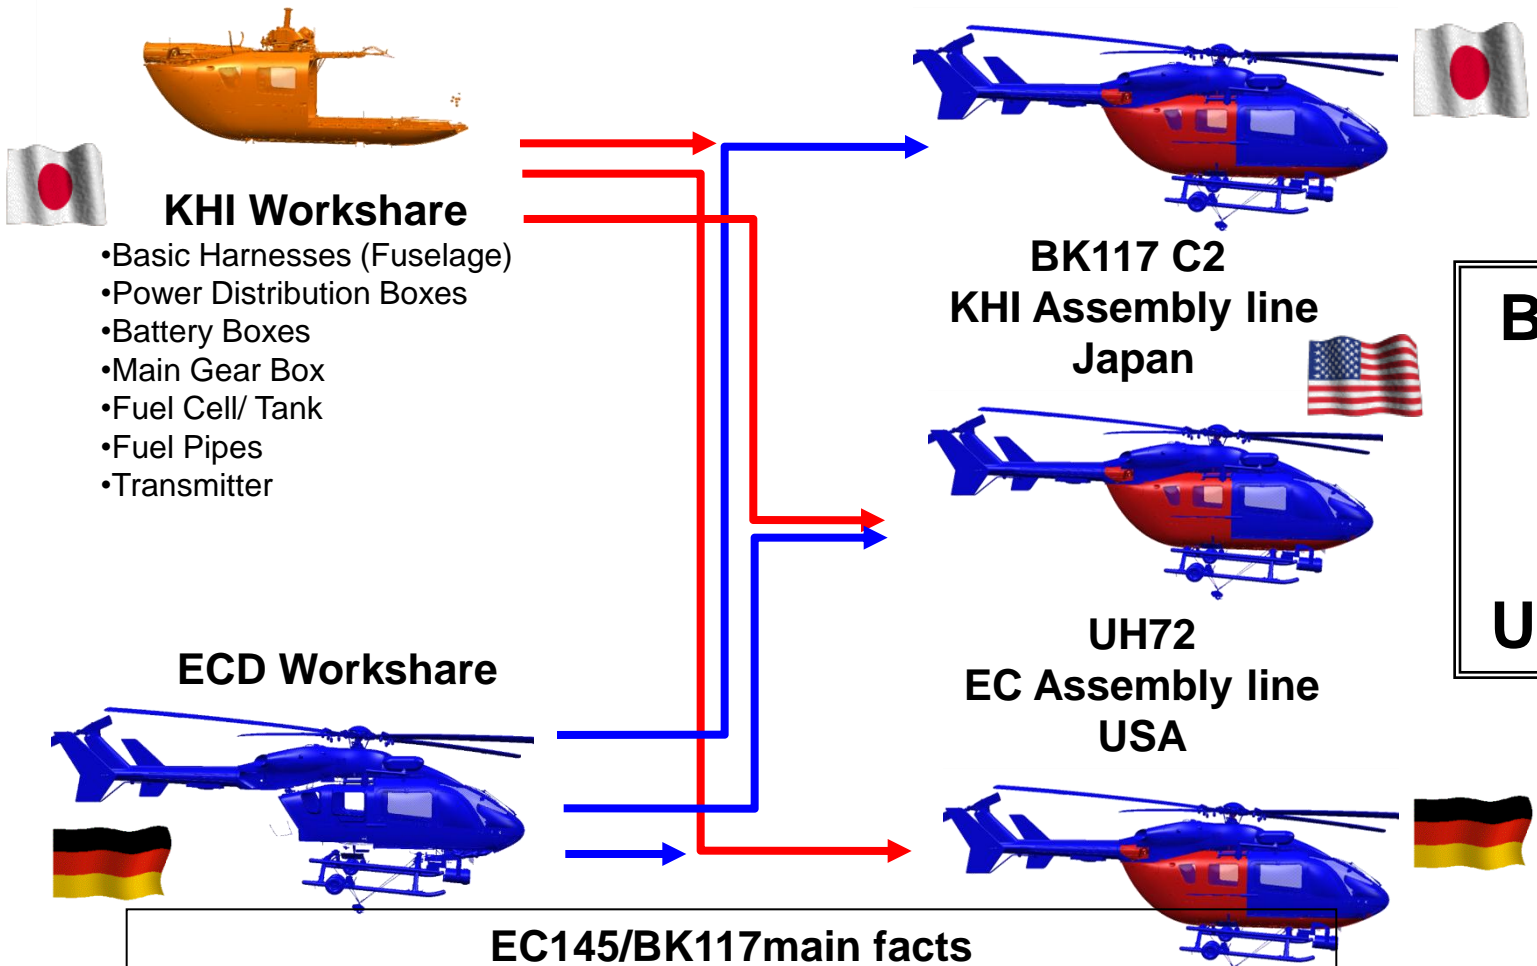 KHI Workshare
•Basic Harnesses (Fuselage)
•Power Distribution Boxes
•Battery Boxes
•Main Gear Box
•Fuel Cell/ Tank
•Fuel Pipes
•Transmitter
ECD Workshare
BK117 C2
KHI Assembly line
Japan
UH72
EC Assembly line
USA
B
U
EC145/BK117main facts